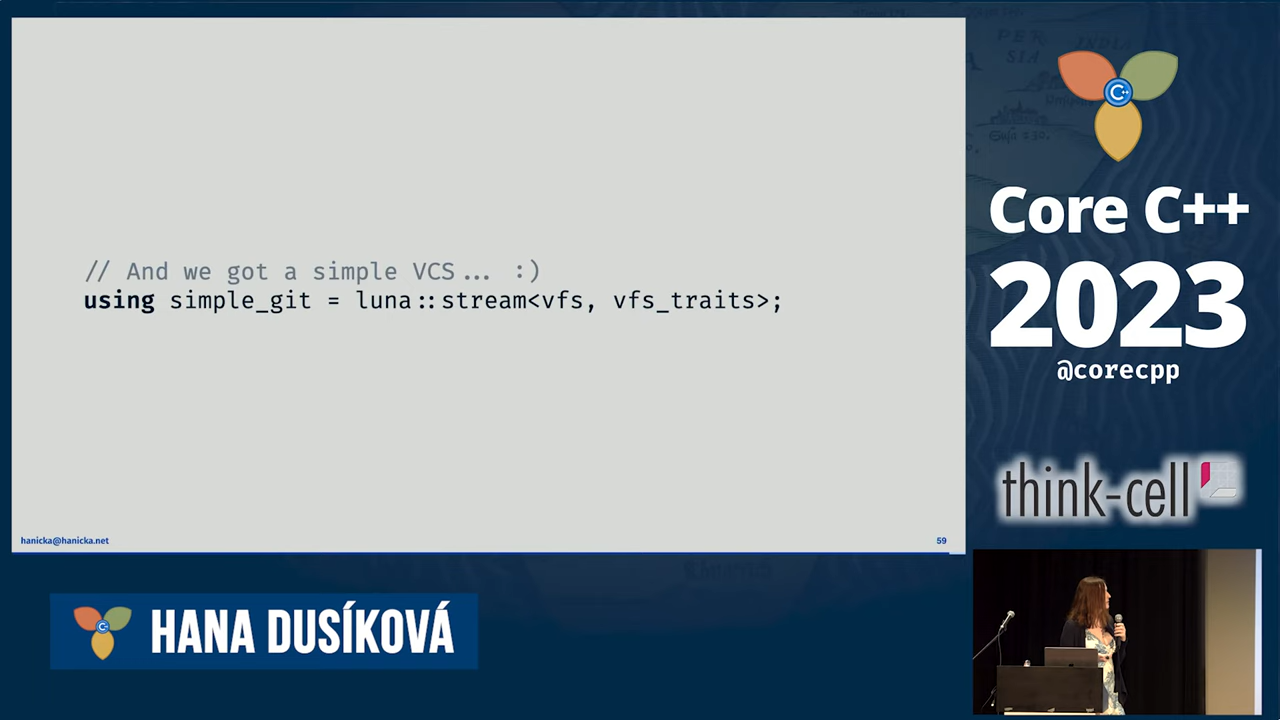 // And we got a simple VCS... :)
using simple_git = luna::stream<vfs, vfs_traits>;
hanicka@hanicka.net
59
HANA DUSÍKOVÁ
C++
Core C++
2023
@corecpp
think-cell